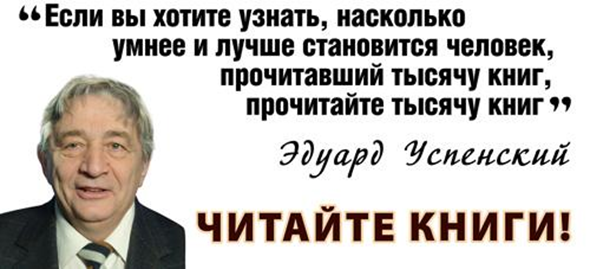 “Если вы хотите узнать, насколько
умнее и лучше становится человек,
прочитавший тысячу книг,
прочитайте тысячу книг”
Эдуард Успенский
ЧИТАЙТЕ КНИГИ!